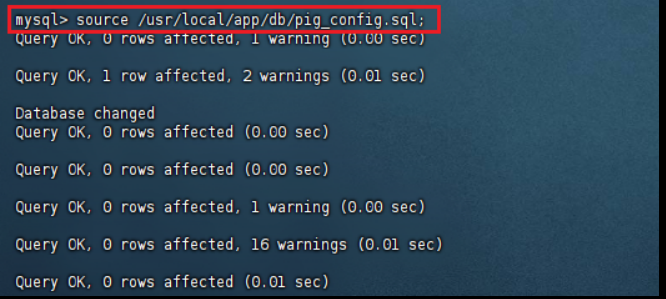 mysql> source /usr/local/app/db/pig_config.sql;
Query OK, 0 rows affected, 1 warning (0.00 sec)
Query OK, 1 row affected, 2 warnings (0.01 sec)
Database changed
Query OK, 0 rows affected (0.00 sec)
Query OK, 0 rows affected (0.00 sec)
Query OK, 0 rows affected, 1 warning (0.00 sec)
Query OK, 0 rows affected, 16 warnings (0.01 sec)
Query OK, 0 rows affected (0.01 sec)